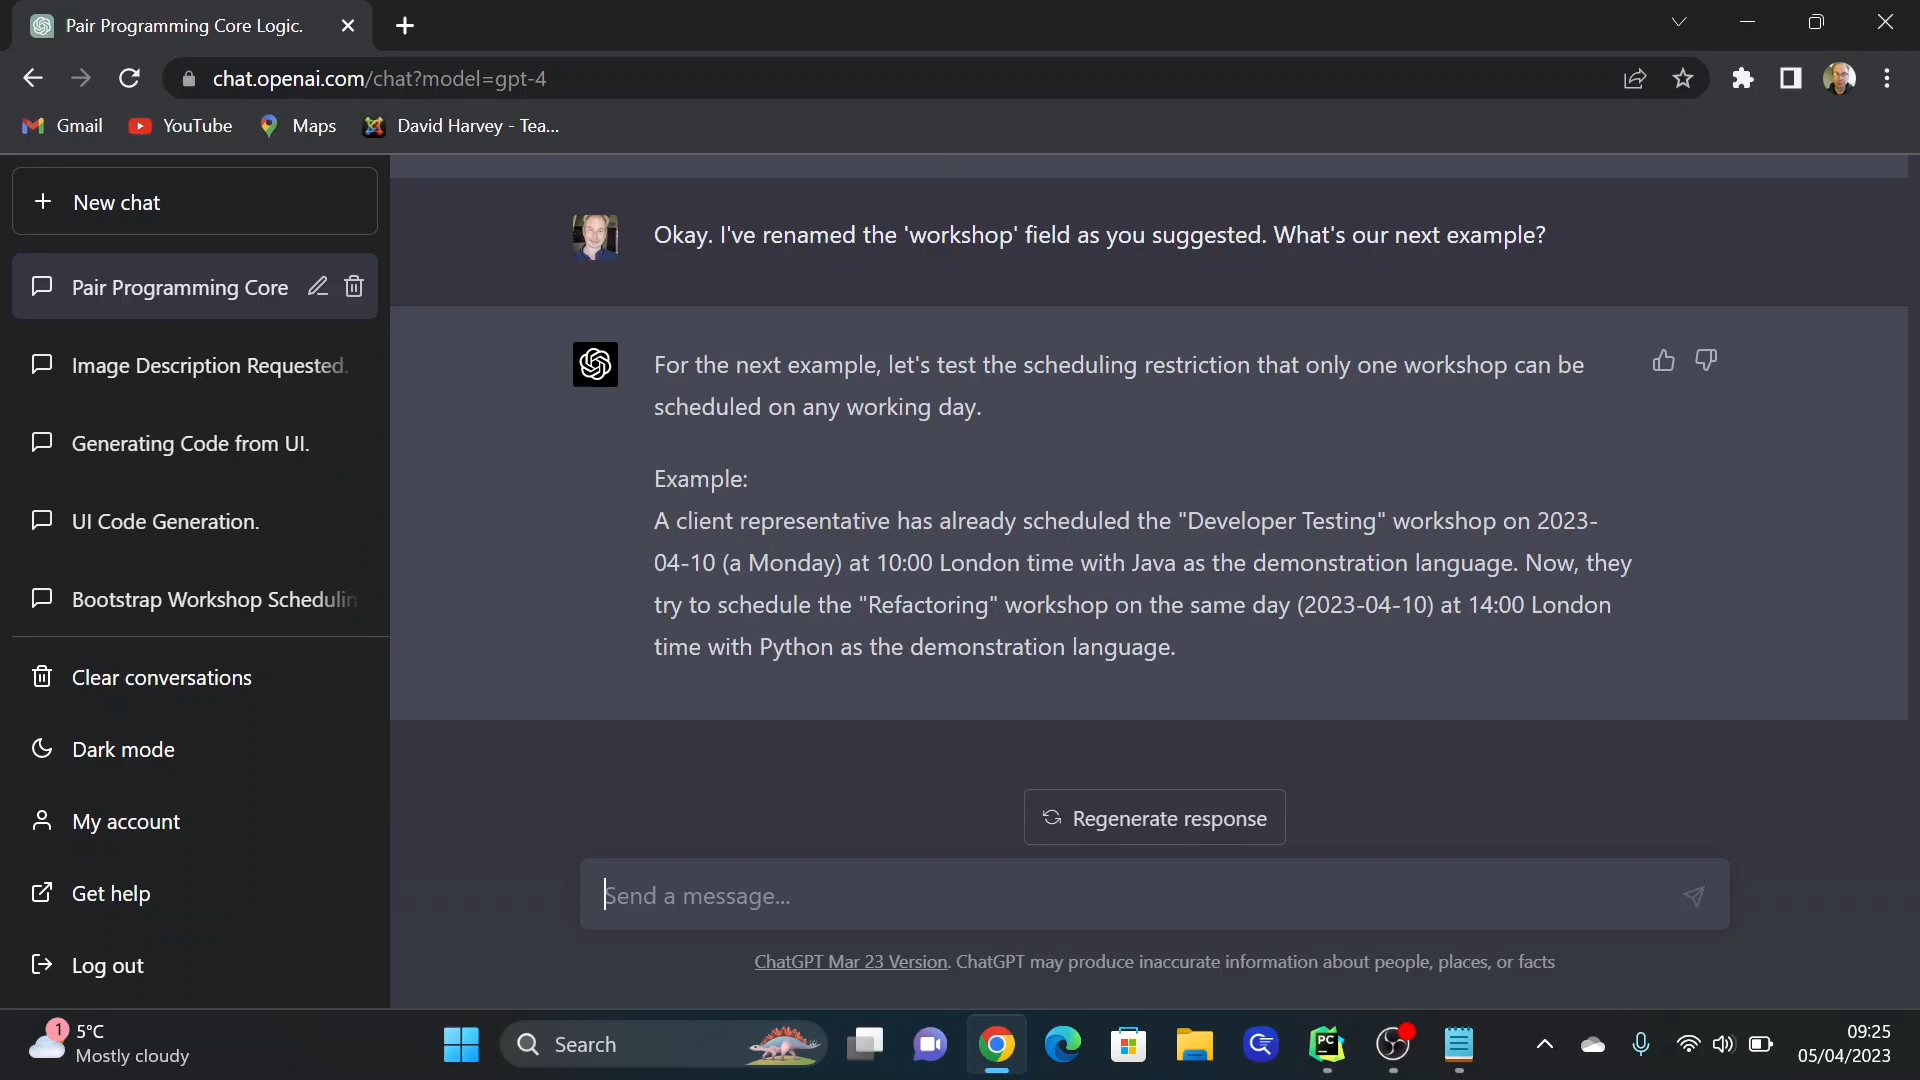 Pair Programming Core Logic.
chat.openai.com/chat?model=gpt-4
Gmail
YouTube
Maps
David Harvey - Tea...
New chat
Pair Programming Core
Image Description Requested.
Generating Code from UI.
UI Code Generation.
Bootstrap Workshop Schedulin
Clear conversations
Dark mode
My account
Get help
Log out
Okay. I've renamed the 'workshop' field as you suggested. What's our next example?
For the next example, let's test the scheduling restriction that only one workshop can be
scheduled on any working day.
Example:
A client representative has already scheduled the "Developer Testing" workshop on 2023-
04-10 (a Monday) at 10:00 London time with Java as the demonstration language. Now, they
try to schedule the "Refactoring" workshop on the same day (2023-04-10) at 14:00 London
time with Python as the demonstration language.
Regenerate response
Send a message...
ChatGPT Mar 23 Version. ChatGPT may produce inaccurate information about people, places, or facts
1
5°C
Mostly cloudy
Search
PC
09:25
05/04/2023